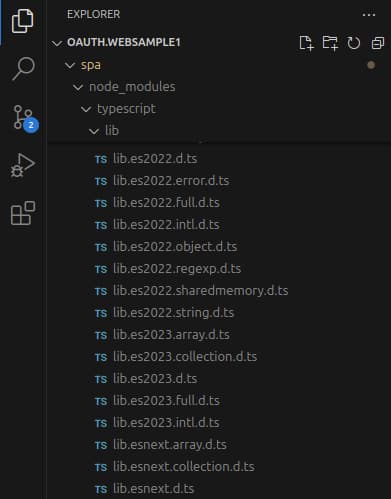 EXPLORER
OAUTH.WEBSAMPLE1
spa
node_modules
typescript
lib
2
TS lib.es2022.d.ts
TS lib.es2022.error.d.ts
TS lib.es2022.full.d.ts
TS lib.es2022.intl.d.ts
TS lib.es2022.object.d.ts
TS lib.es2022.regexp.d.ts
TS lib.es2022.sharedmemory.d.ts
TS lib.es2022.string.d.ts
TS lib.es2023.array.d.ts
TS lib.es2023.collection.d.ts
TS lib.es2023.d.ts
TS lib.es2023.full.d.ts
TS lib.es2023.intl.d.ts
TS lib.esnext.array.d.ts
TS lib.esnext.collection.d.ts
TS lib.esnext.d.ts